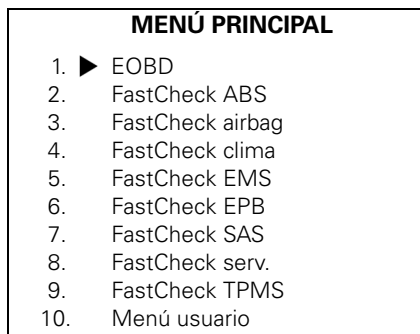 MENÚ PRINCIPAL
1. ▶ EOBD
2. FastCheck ABS
3. FastCheck airbag
4. FastCheck clima
5. FastCheck EMS
6. FastCheck EPB
7. FastCheck SAS
8. FastCheck serv.
9. FastCheck TPMS
10. Menú usuario